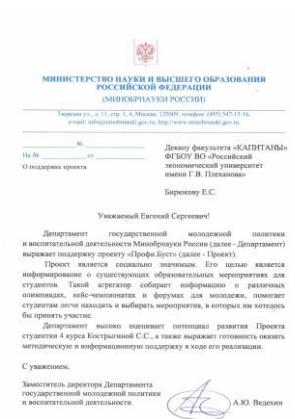 МИНИСТЕРСТВО НАУКИ И ВЫСШЕГО ОБРАЗОВАНИЯ
РОССИЙСКОЙ ФЕДЕРАЦИИ
(МИНОБРНАУКИ РОССИИ)
Тверская ул., д. 11, стр. 1, 4, Москва, 125009, телефон: (495) 547-13-16,
e-mail: info@minobrnauki.gov.ru, http://www.minobrnauki.gov.ru
№
На № от
О поддержке проекта
Декану факультета «КАПИТАНЫ»
ФГБОУ ВО «Российский
экономический университет
имени Г.В. Плеханова»
Бирюкову Е.С.
Уважаемый Евгений Сергеевич!
Департамент государственной молодежной политики
и воспитательной деятельности Минобрнауки России (далее - Департамент)
выражает поддержку проекту «Профи.Буст» (далее - Проект).
Проект является социально значимым. Его целью является
информирование о существующих образовательных мероприятиях для
студентов. Такой агрегатор собирает информацию о различных
олимпиадах, кейс-чемпионатах и форумах для молодежи, помогает
студентам легче находить и выбирать мероприятия, в которых им хотелось
бы принять участие.
Департамент высоко оценивает потенциал развития Проекта
студентки 4 курса Кострыгиной С.С., а также выражает готовность оказать
методическую и информационную поддержку в ходе его реализации.
С уважением,
Заместитель директора Департамента
государственной молодежной политики
и воспитательной деятельности
А.Ю. Ведехин